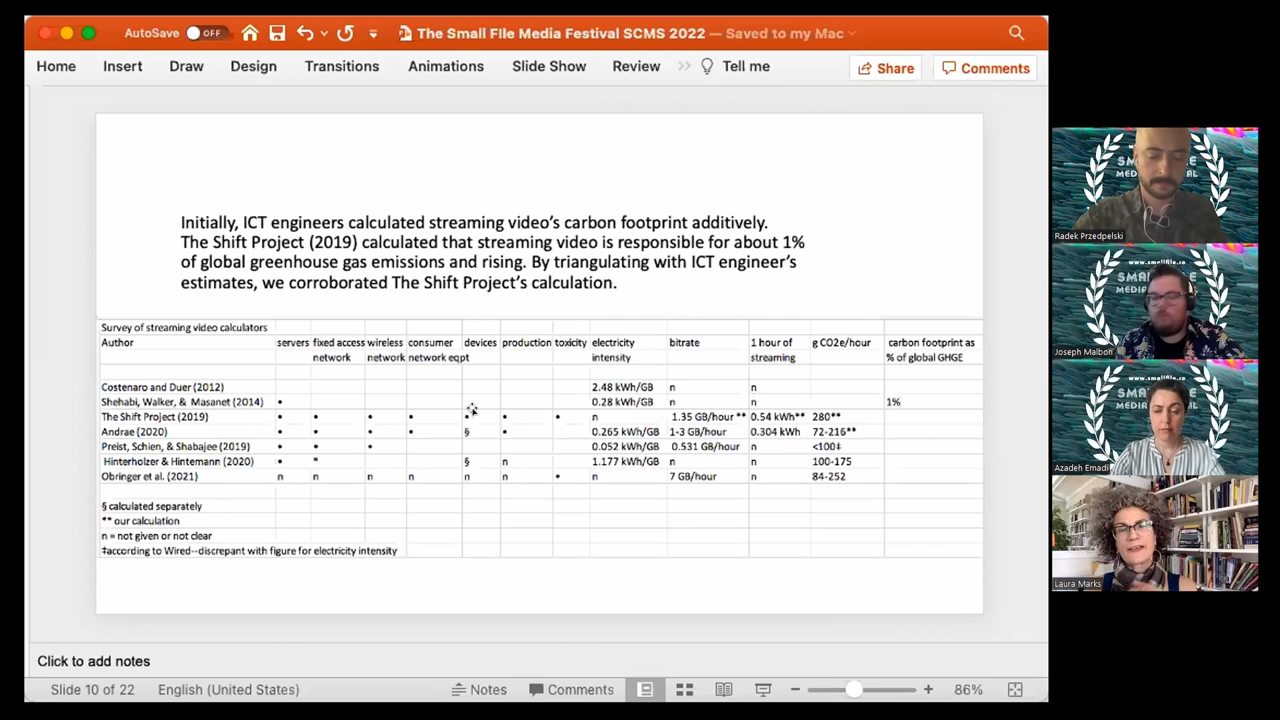 AutoSave OFF The Small FIle Media Festival SCMS 2022 — Saved to my Mac
Home Insert Draw Design Transitions Animations Slide Show Review Tell me Share Comments
Initially, ICT engineers calculated streaming video's carbon footprint additively.
The Shift Project (2019) calculated that streaming video is responsible for about 1%
of global greenhouse gas emissions and rising. By triangulating with ICT engineer's
estimates, we corroborated The Shift Project's calculation.
Survey of streaming video calculators
Author servers fixed access wireless consumer devices production toxicity electricity bitrate 1 hour of g CO2e/hour carbon footprint as
network network network eqpt intensity streaming % of global GHGE
Costenaro and Duer (2012) 2.48 kWh/GB n n
Shehabi, Walker, & Masanet (2014) • 0.28 kWh/GB n n 1%
The Shift Project (2019) • • • • • • • n 1.35 GB/hour ** 0.54 kWh** 280**
Andrae (2020) • • • • § • 0.265 kWh/GB 1-3 GB/hour 0.304 kWh 72-216**
Preist, Schien, & Shabajee (2019) • • • 0.052 kWh/GB 0.531 GB/hour n <100‡
Hinterholzer & Hintemann (2020) • * § n 1.177 kWh/GB n n 100-175
Obringer et al. (2021) n n n n n n • n 7 GB/hour n 84-252
§ calculated separately
** our calculation
n = not given or not clear
‡according to Wired--discrepant with figure for electricity intensity
Click to add notes
Slide 10 of 22 English (United States) Notes Comments 86%
Radek Przedpelski
Joseph Malbon
Azadeh Emadi
Laura Marks